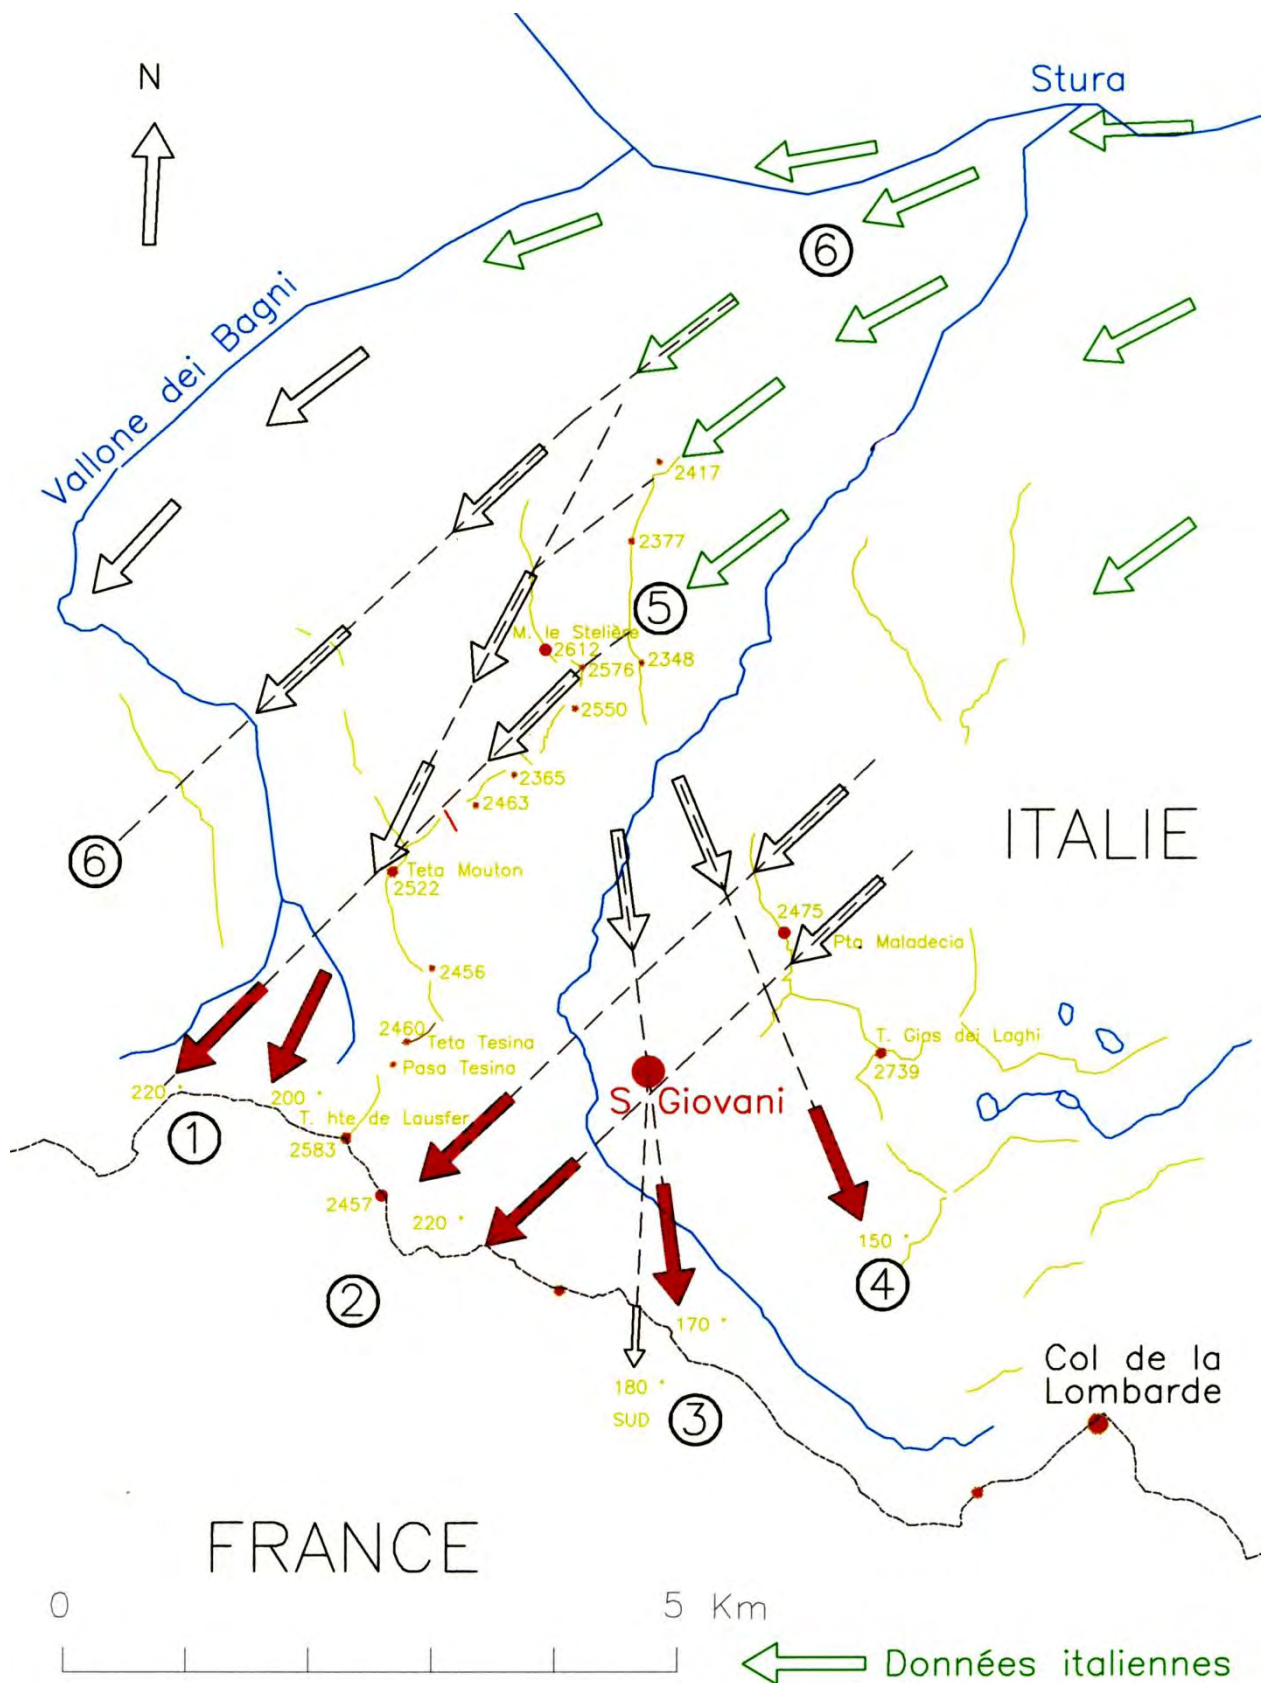 N
Stura
6
Vallone dei Bagni
2417
2377
5
M. le Stelière
2612
2576
2348
2550
2365
2463
ITALIE
6
Teta Mouton
2522
2475
Pta Maladecia
2456
2460
Teta Tesina
T. Gias dei Laghi
2739
Pasa Tesina
220 °
200 °
S Giovani
T. hte de Lausfer
1
2583
2457
220 °
150 °
4
2
170 °
Col de la
Lombarde
180 °
SUD
3
FRANCE
0
5 Km
Données italiennes